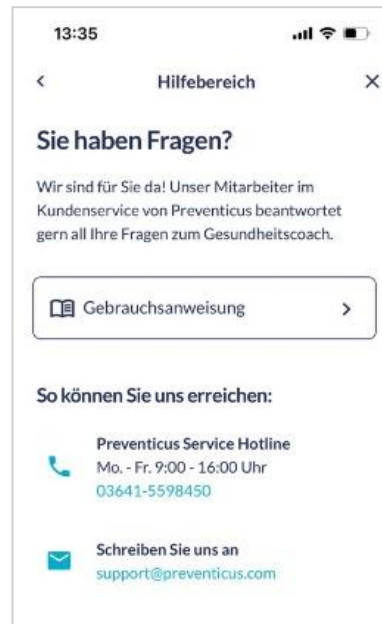 13:35
Hilfebereich
Sie haben Fragen?
Wir sind für Sie da! Unser Mitarbeiter im
Kundenservice von Preventicus beantwortet
gern all Ihre Fragen zum Gesundheitscoach.
Gebrauchsanweisung
So können Sie uns erreichen:
Preventicus Service Hotline
Mo. - Fr. 9:00 - 16:00 Uhr
03641-5598450
Schreiben Sie uns an
support@preventicus.com